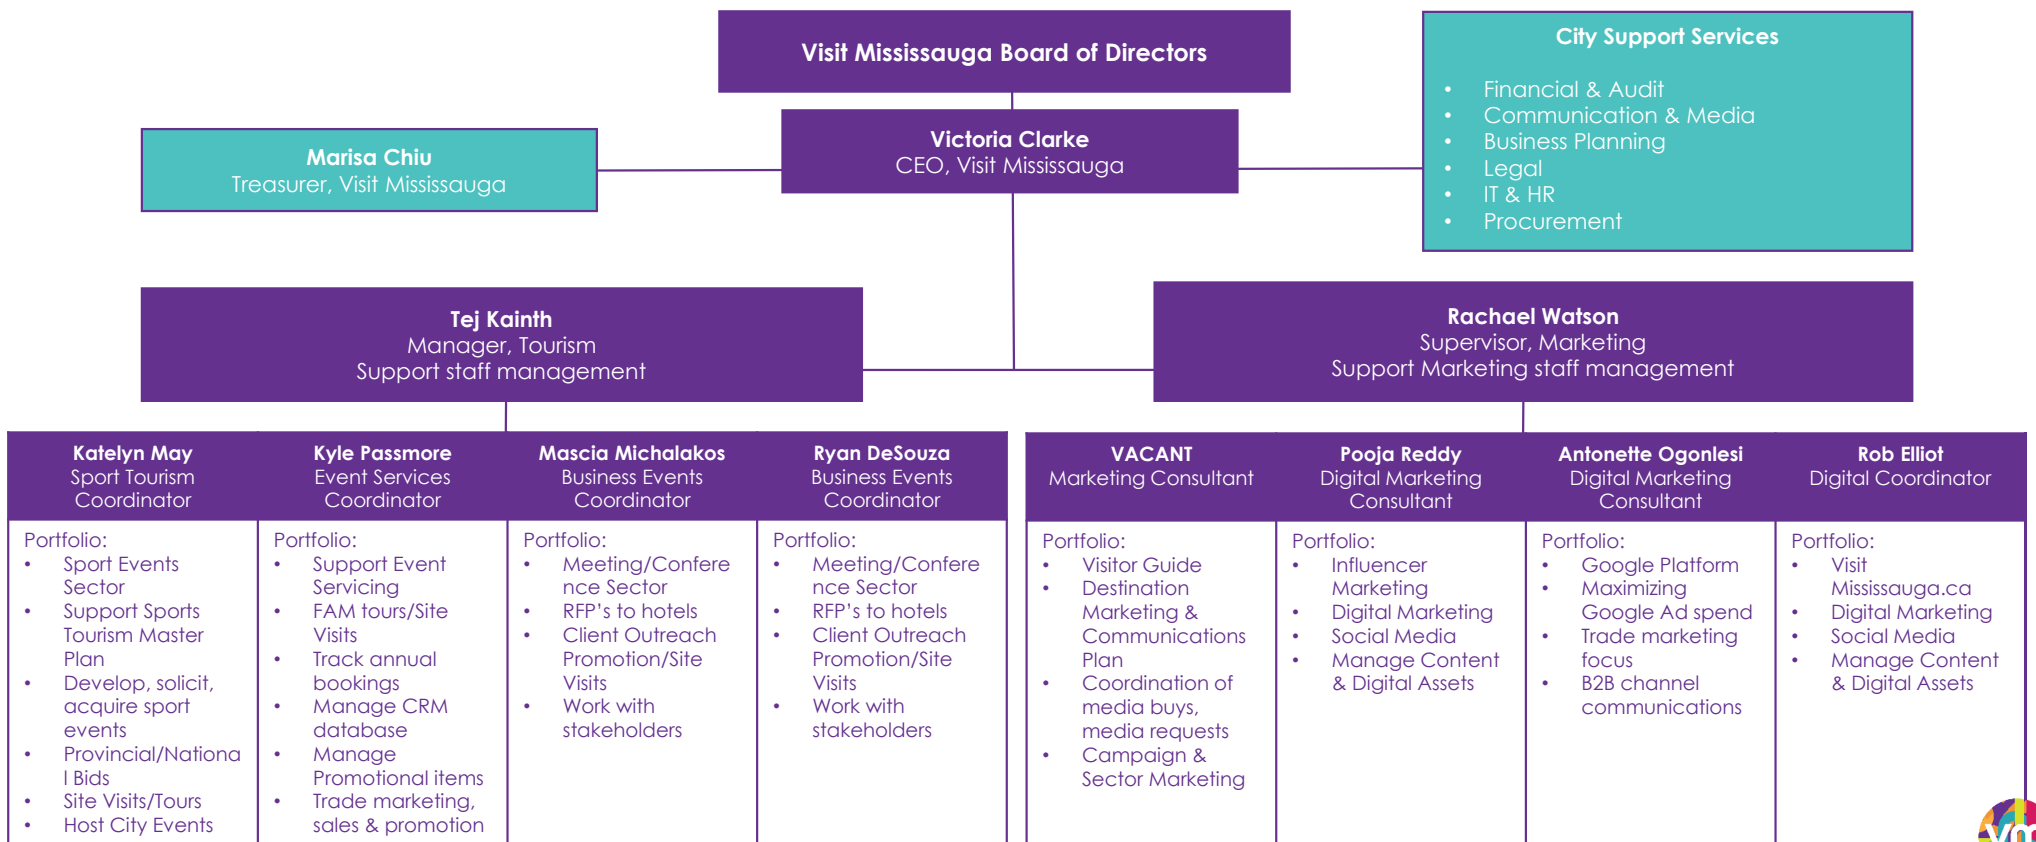 Visit Mississauga Board of Directors
City Support Services
• Financial & Audit
• Communication & Media
• Business Planning
• Legal
• IT & HR
• Procurement
Victoria Clarke
CEO, Visit Mississauga
Marisa Chiu
Treasurer, Visit Mississauga
Tej Kainth
Manager, Tourism
Support staff management
Rachael Watson
Supervisor, Marketing
Support Marketing staff management
Katelyn May
Sport Tourism
Coordinator
Portfolio:
• Sport Events
Sector
• Support Sports
Tourism Master
Plan
• Develop, solicit,
acquire sport
events
• Provincial/Nationa
l Bids
• Site Visits/Tours
• Host City Events
Kyle Passmore
Event Services
Coordinator
Portfolio:
• Support Event
Servicing
• FAM tours/Site
Visits
• Track annual
bookings
• Manage CRM
database
• Manage
Promotional items
• Trade marketing,
sales & promotion
Mascia Michalakos
Business Events
Coordinator
Portfolio:
• Meeting/Confere
nce Sector
• RFP's to hotels
• Client Outreach
Promotion/Site
Visits
• Work with
stakeholders
Ryan DeSouza
Business Events
Coordinator
Portfolio:
• Meeting/Confere
nce Sector
• RFP's to hotels
• Client Outreach
Promotion/Site
Visits
• Work with
stakeholders
VACANT
Marketing Consultant
Portfolio:
• Visitor Guide
• Destination
Marketing &
Communications
Plan
• Coordination of
media buys,
media requests
• Campaign &
Sector Marketing
Pooja Reddy
Digital Marketing
Consultant
Portfolio:
• Influencer
Marketing
• Digital Marketing
• Social Media
• Manage Content
& Digital Assets
Antonette Ogonlesi
Digital Marketing
Consultant
Portfolio:
• Google Platform
• Maximizing
Google Ad spend
• Trade marketing
focus
• B2B channel
communications
Rob Elliot
Digital Coordinator
Portfolio:
• Visit
Mississauga.ca
• Digital Marketing
• Social Media
• Manage Content
& Digital Assets
vm